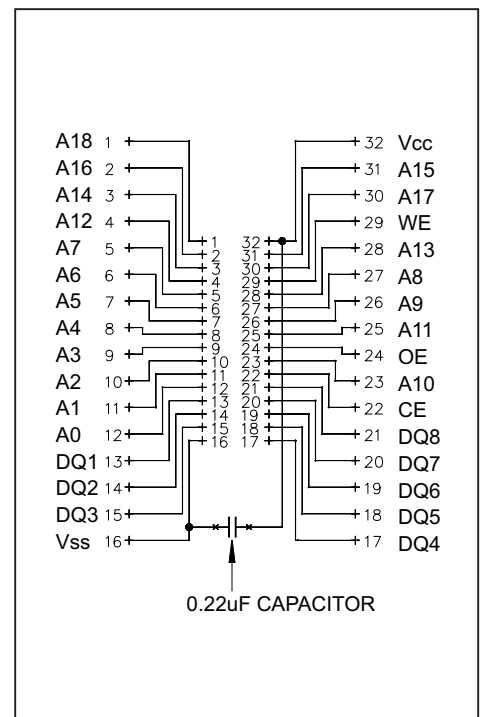 A18 1 32 Vcc
A16 2 31 A15
A14 3 30 A17
A12 4 29 WE
A7 5 28 A13
A6 6 27 A8
A5 7 26 A9
A4 8 25 A11
A3 9 24 OE
A2 10 23 A10
A1 11 22 CE
A0 12 21 DQ8
DQ1 13 20 DQ7
DQ2 14 19 DQ6
DQ3 15 18 DQ5
Vss 16 17 DQ4
1 32
2 31
3 30
4 29
5 28
6 27
7 26
8 25
9 24
10 23
11 22
12 21
13 20
14 19
15 18
16 17
0.22uF CAPACITOR